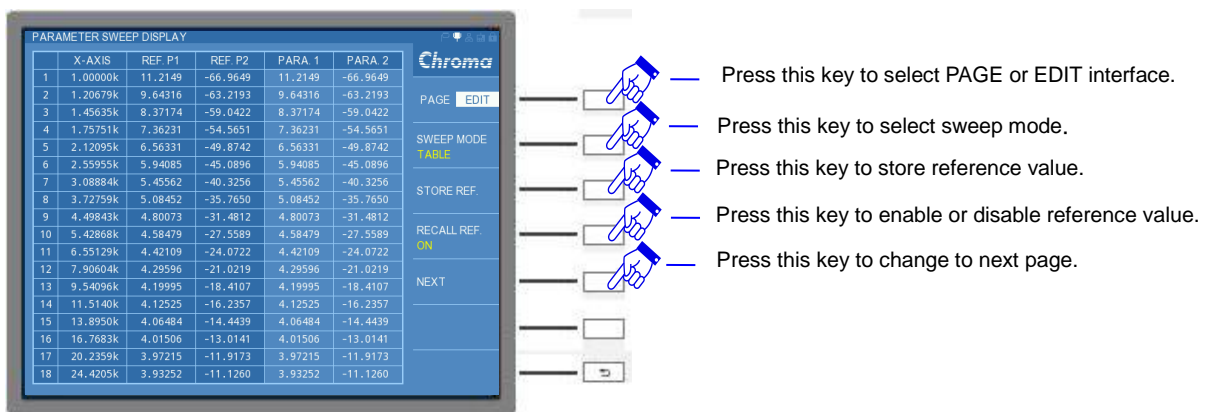 PARAMETER SWEEP DISPLAY
Chroma
X-AXIS REF. P1 REF. P2 PARA. 1 PARA. 2
1 1.00000k 11.2149 -66.9649 11.2149 -66.9649
2 1.20679k 9.64316 -63.2193 9.64316 -63.2193
3 1.45635k 8.37174 -59.0422 8.37174 -59.0422
4 1.75751k 7.36231 -54.5651 7.36231 -54.5651
5 2.12095k 6.56331 -49.8742 6.56331 -49.8742
6 2.55955k 5.94085 -45.0896 5.94085 -45.0896
7 3.08884k 5.45562 -40.3256 5.45562 -40.3256
8 3.72759k 5.08452 -35.7650 5.08452 -35.7650
9 4.49843k 4.80073 -31.4812 4.80073 -31.4812
10 5.42868k 4.58479 -27.5589 4.58479 -27.5589
11 6.55129k 4.42109 -24.0722 4.42109 -24.0722
12 7.90604k 4.29596 -21.0219 4.29596 -21.0219
13 9.54096k 4.19995 -18.4107 4.19995 -18.4107
14 11.5140k 4.12525 -16.2357 4.12525 -16.2357
15 13.8950k 4.06484 -14.4439 4.06484 -14.4439
16 16.7683k 4.01506 -13.0141 4.01506 -13.0141
17 20.2359k 3.97215 -11.9173 3.97215 -11.9173
18 24.4205k 3.93252 -11.1260 3.93252 -11.1260
PAGE EDIT
SWEEP MODE
TABLE
STORE REF.
RECALL REF.
ON
NEXT
Press this key to select PAGE or EDIT interface.
Press this key to select sweep mode.
Press this key to store reference value.
Press this key to enable or disable reference value.
Press this key to change to next page.